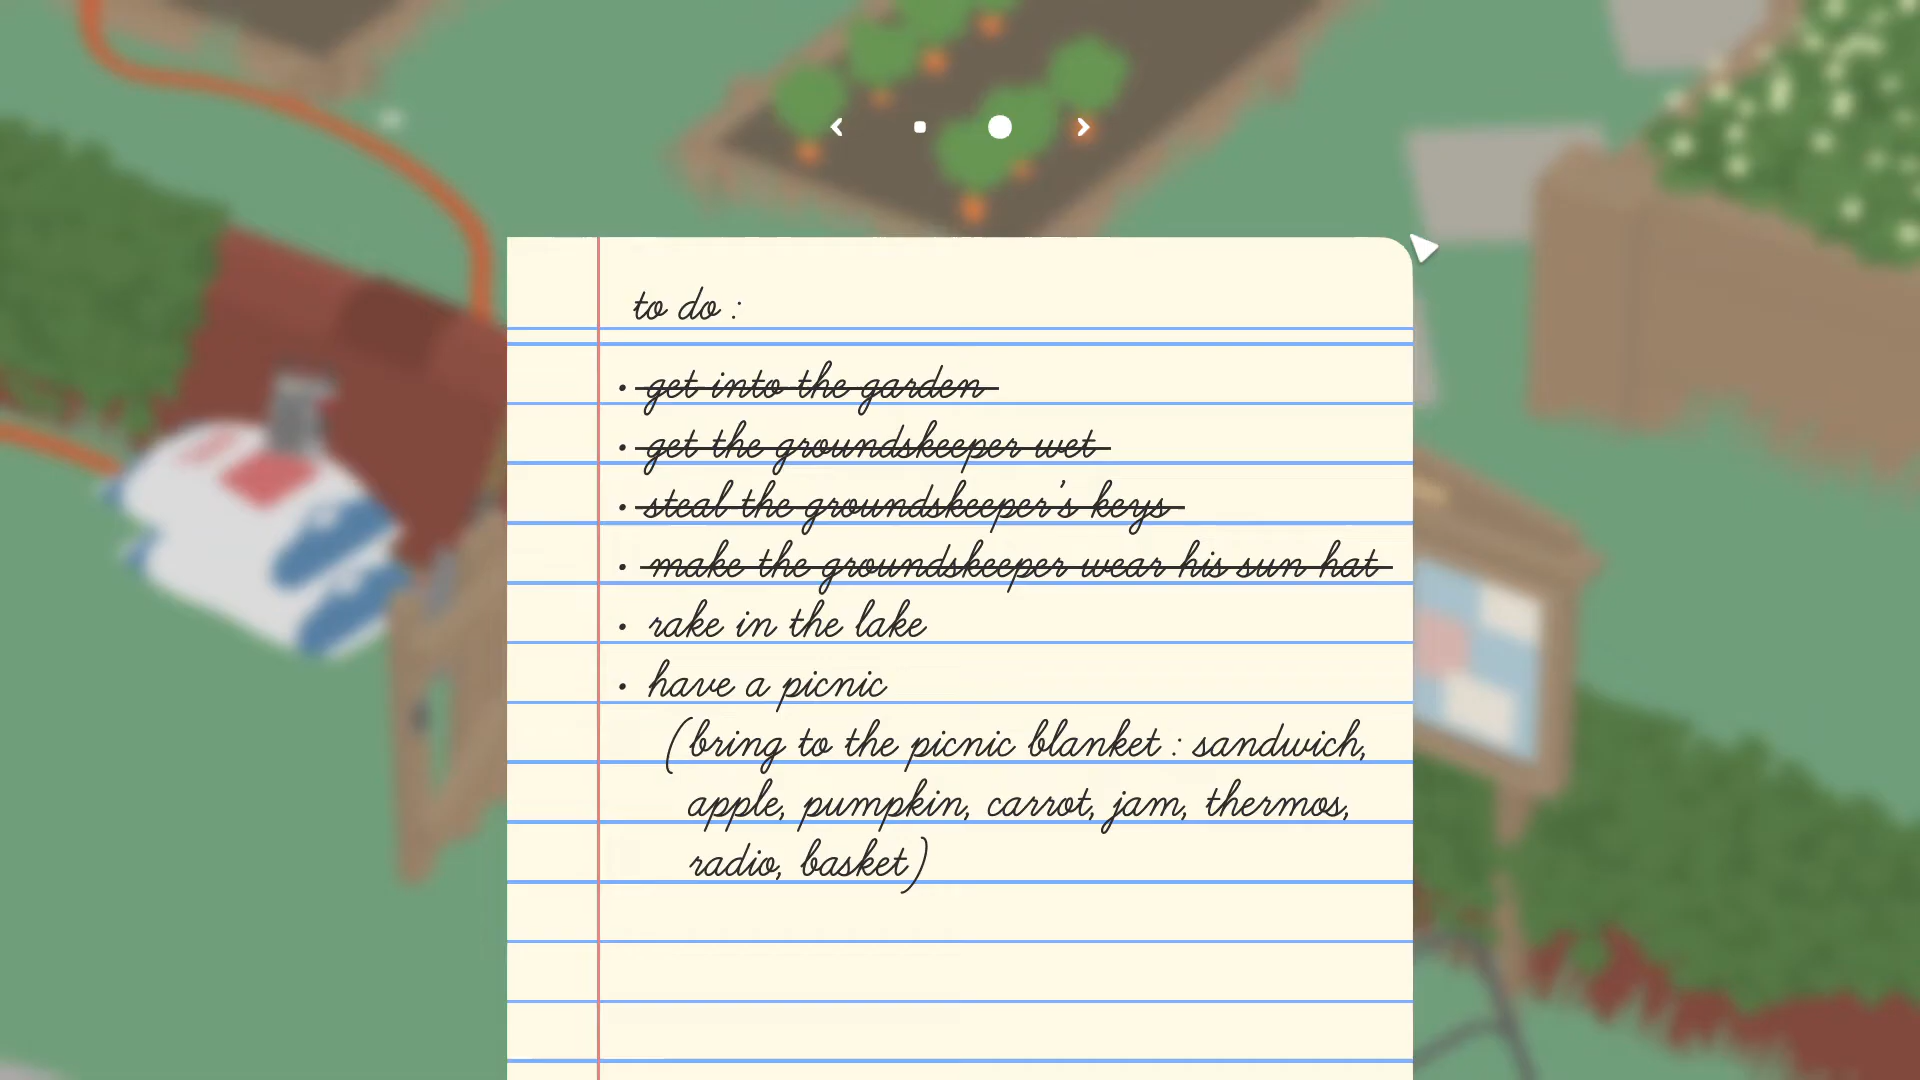 to do :
• get into the garden
• get the groundskeeper wet
• steal the groundskeeper's keys
• make the groundskeeper wear his sun hat
• rake in the lake
• have a picnic
(bring to the picnic blanket : sandwich,
apple, pumpkin, carrot, jam, thermos,
radio, basket)